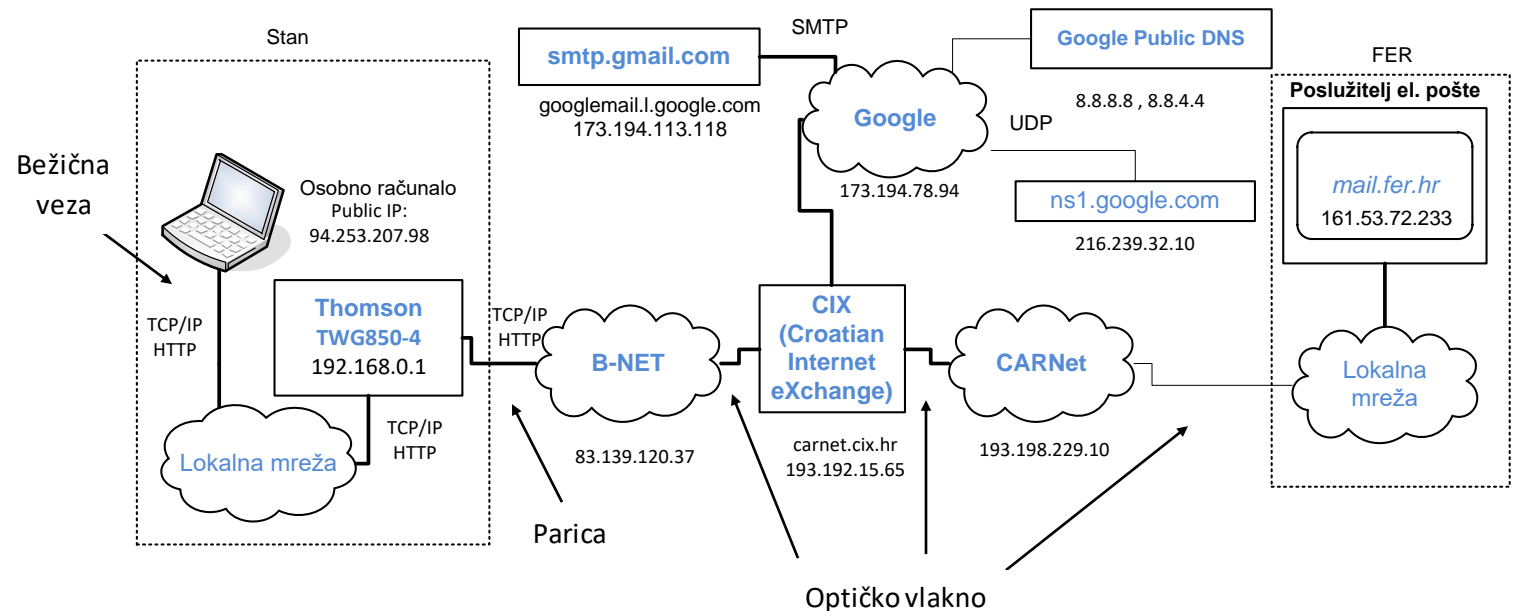 Stan
Bežična
veza
Osobno računalo
Public IP:
94.253.207.98
TCP/IP
HTTP
Thomson
TWG850-4
192.168.0.1
TCP/IP
HTTP
Lokalna mreža
TCP/IP
HTTP
B-NET
83.139.120.37
Parica
smtp.gmail.com
googlemail.l.google.com
173.194.113.118
SMTP
Google
173.194.78.94
Google Public DNS
8.8.8.8 , 8.8.4.4
UDP
ns1.google.com
216.239.32.10
CIX
(Croatian
Internet
eXchange)
carnet.cix.hr
193.192.15.65
CARNet
193.198.229.10
Optičko vlakno
FER
Poslužitelj el. pošte
mail.fer.hr
161.53.72.233
Lokalna
mreža